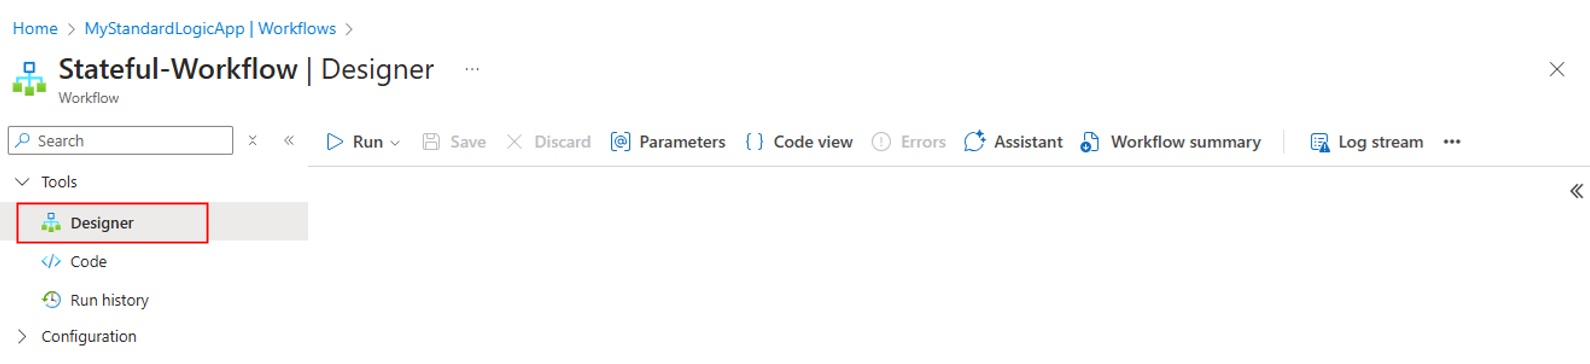 Home > MyStandardLogicApp | Workflows >
Stateful-Workflow | Designer ...
Workflow
Search
Run Save Discard Parameters Code view Errors Assistant Workflow summary Log stream ...
Tools
Designer
Code
Run history
Configuration